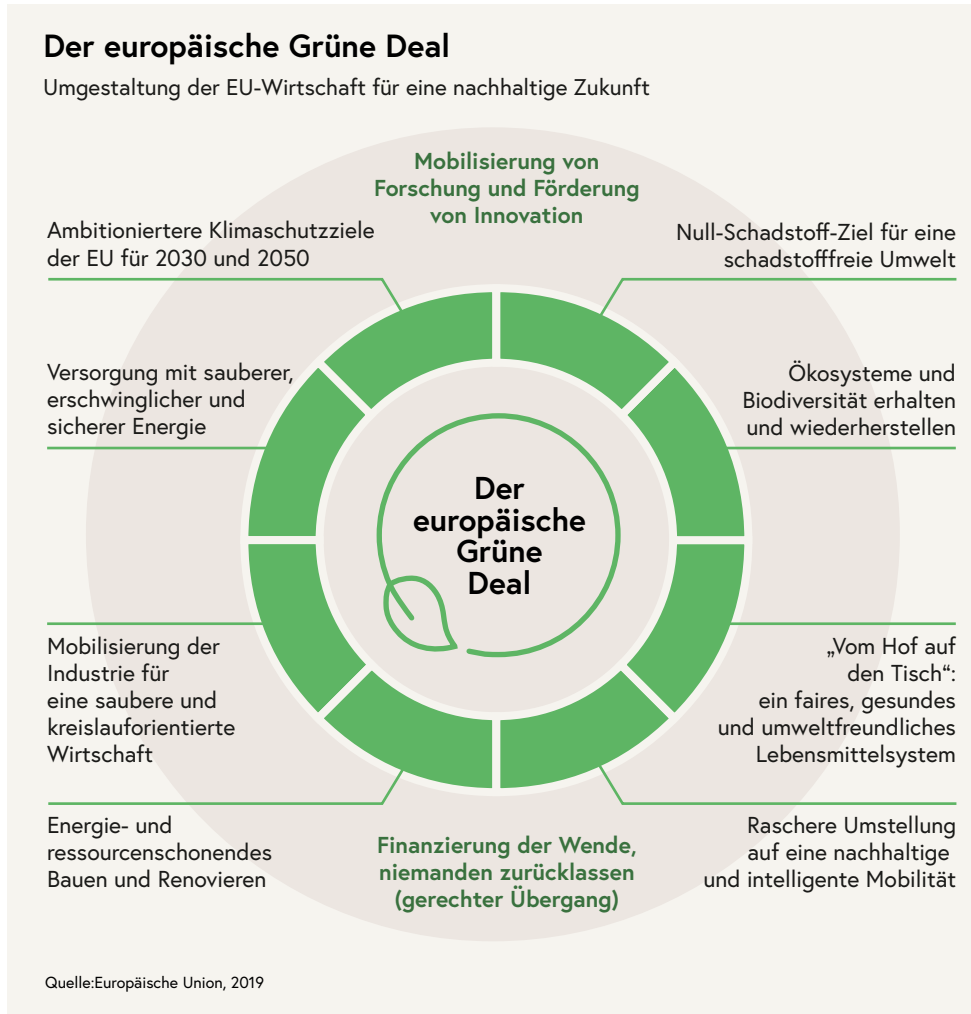 Der europäische Grüne Deal
Umgestaltung der EU-Wirtschaft für eine nachhaltige Zukunft
Mobilisierung von
Forschung und Förderung
von Innovation
Ambitioniertere Klimaschutzziele
der EU für 2030 und 2050
Null-Schadstoff-Ziel für eine
schadstofffreie Umwelt
Versorgung mit sauberer,
erschwinglicher und
sicherer Energie
Ökosysteme und
Biodiversität erhalten
und wiederherstellen
Der
europäische
Grüne
Deal
Mobilisierung der
Industrie für
eine saubere und
kreislauforientierte
Wirtschaft
„Vom Hof auf
den Tisch“:
ein faires, gesundes
und umweltfreundliches
Lebensmittelsystem
Energie- und
ressourcenschonendes
Bauen und Renovieren
Finanzierung der Wende,
niemanden zurücklassen
(gerechter Übergang)
Raschere Umstellung
auf eine nachhaltige
und intelligente Mobilität
Quelle:Europäische Union, 2019